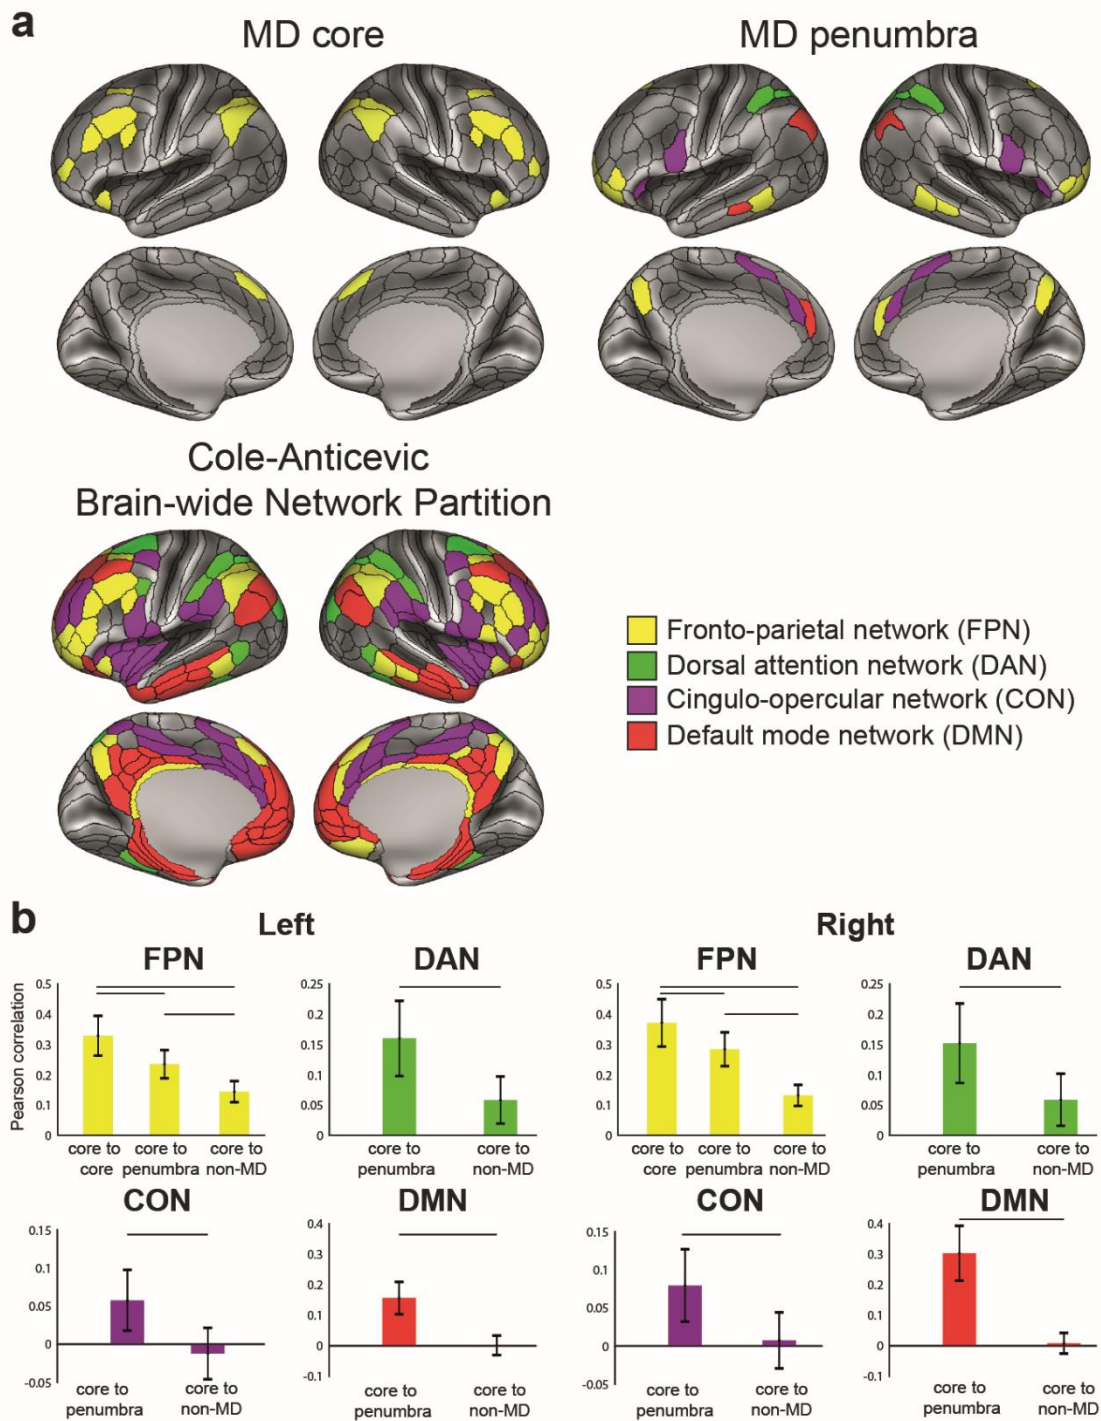 a
MD core
MD penumbra
Cole-Anticevic
Brain-wide Network Partition
Fronto-parietal network (FPN)
Dorsal attention network (DAN)
Cingulo-opercular network (CON)
Default mode network (DMN)
b
Left
Right
FPN
Pearson correlation
0.5
0.4
0.3
0.2
0.1
0
core to
core
core to
penumbra
core to
non-MD
DAN
0.25
0.2
0.15
0.1
0.05
0
core to
penumbra
core to
non-MD
FPN
0.5
0.4
0.3
0.2
0.1
0
core to
core
core to
penumbra
core to
non-MD
DAN
0.25
0.2
0.15
0.1
0.05
0
core to
penumbra
core to
non-MD
CON
0.15
0.1
0.05
0
-0.05
core to
penumbra
core to
non-MD
DMN
0.4
0.3
0.2
0.1
0
-0.1
core to
penumbra
core to
non-MD
CON
0.15
0.1
0.05
0
-0.05
core to
penumbra
core to
non-MD
DMN
0.4
0.3
0.2
0.1
0
-0.1
core to
penumbra
core to
non-MD